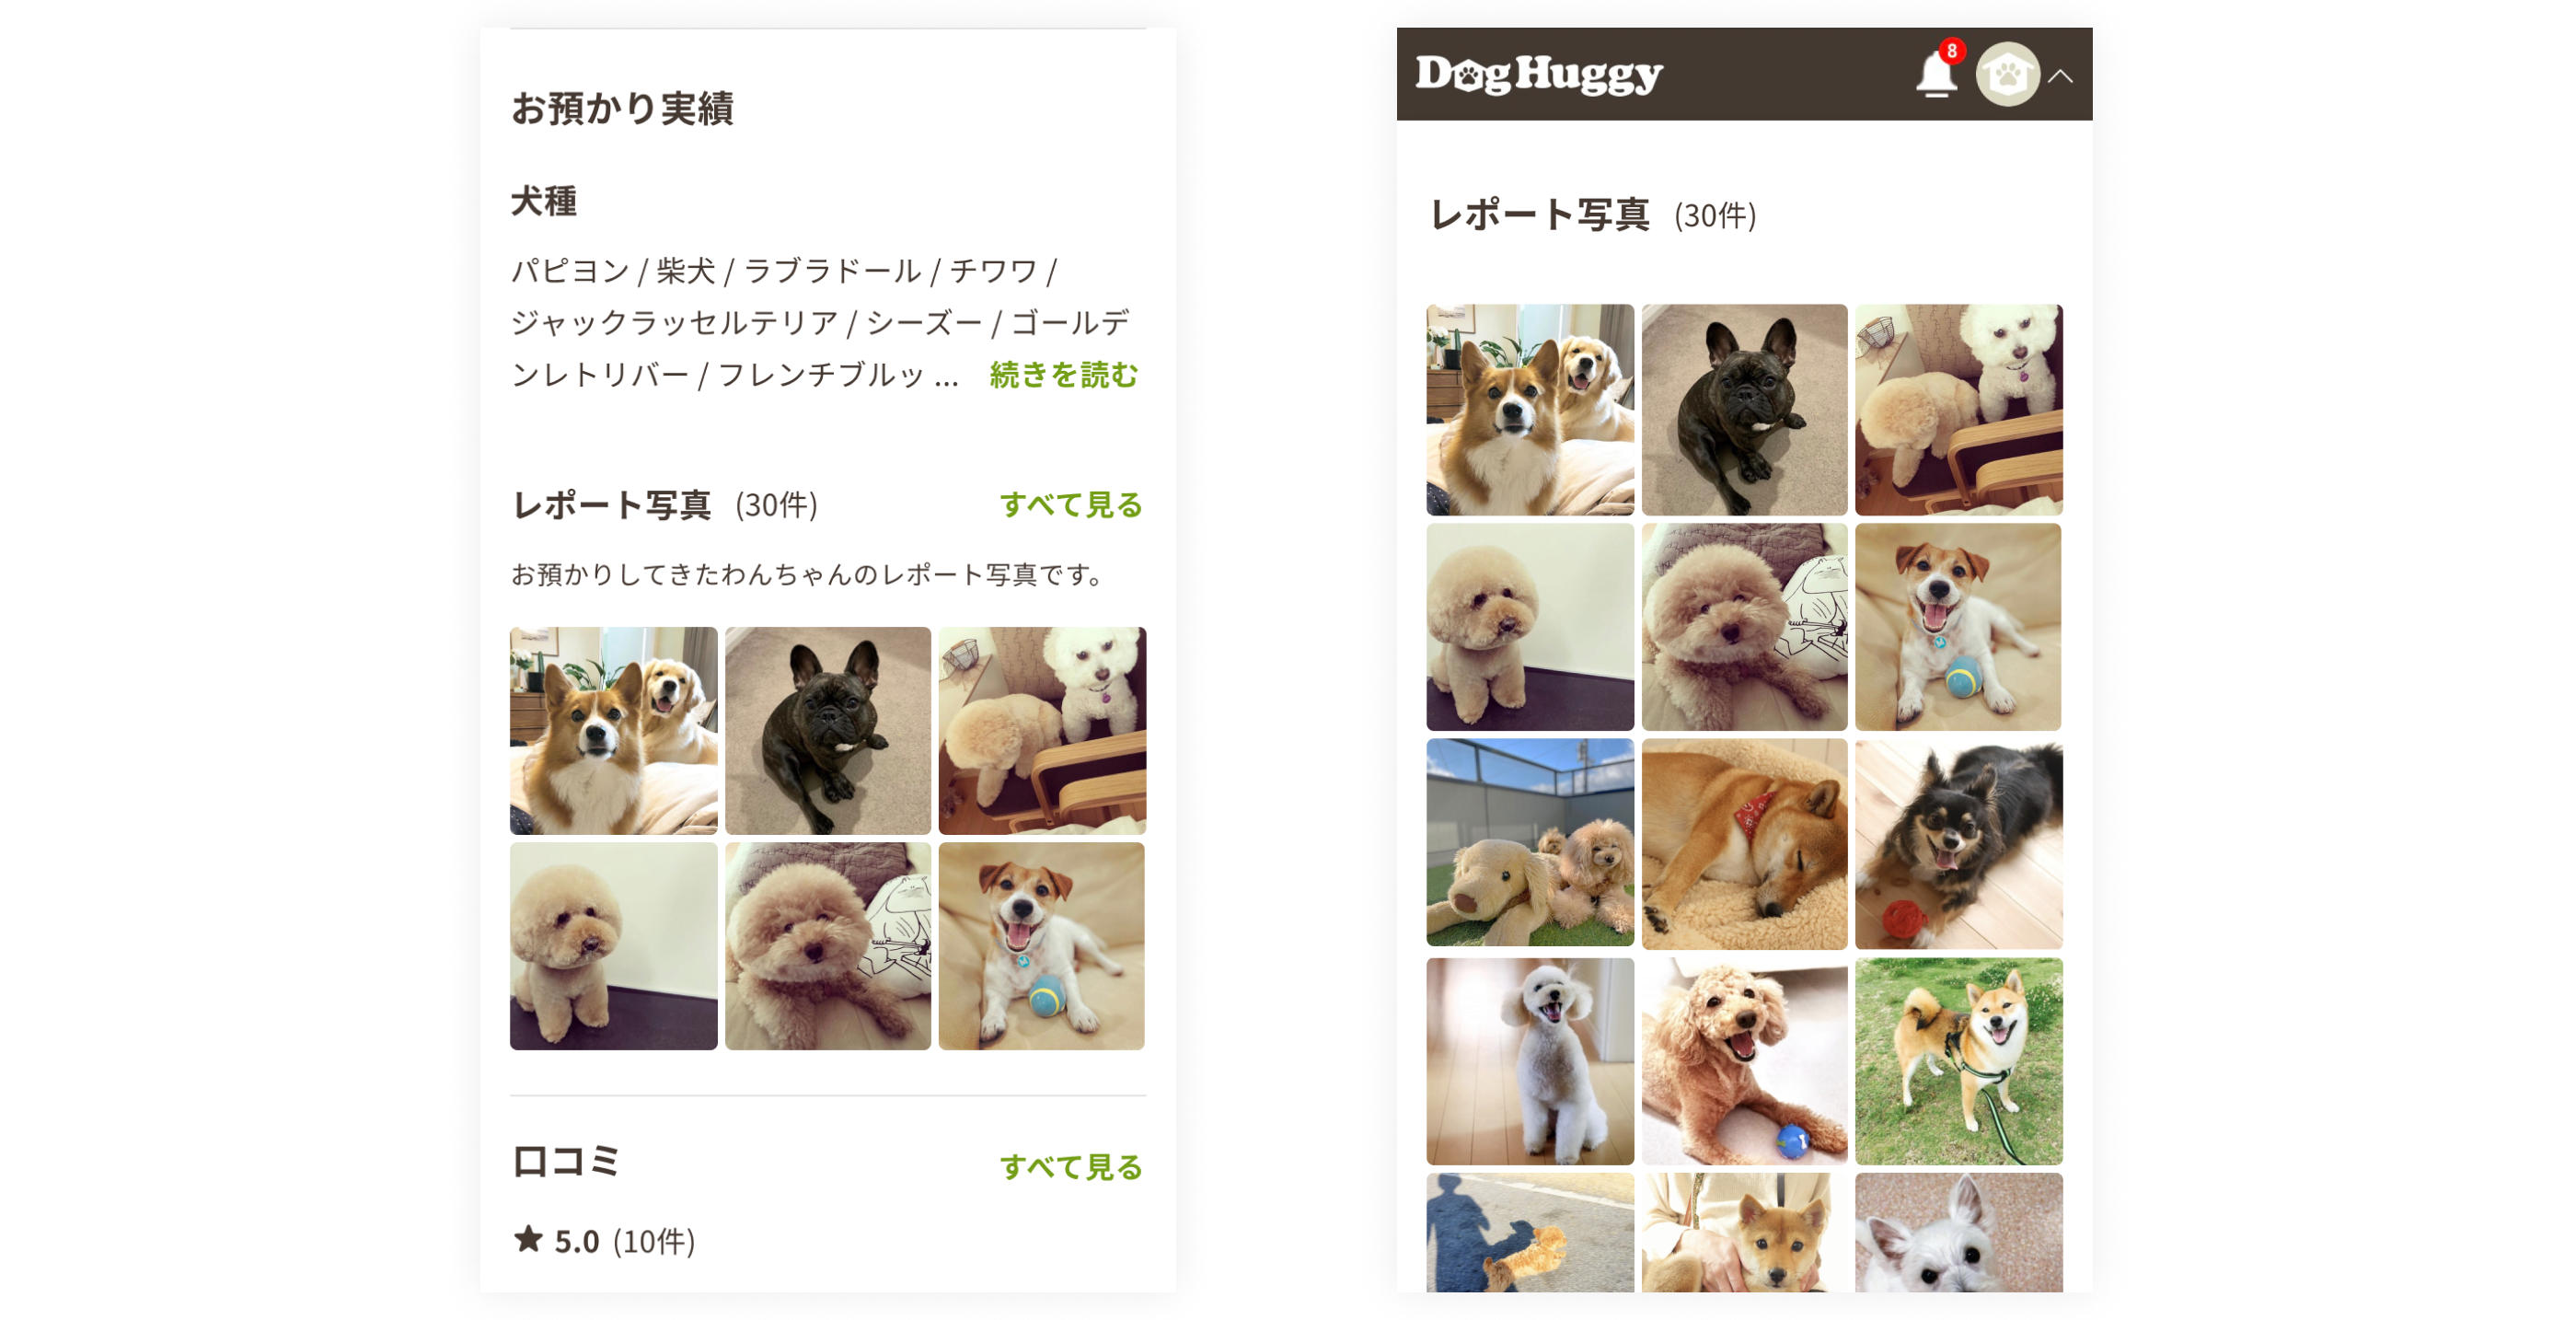 お預かり実績
犬種
パピヨン / 柴犬 / ラブラドール / チワワ /
ジャックラッセルテリア / シーズー / ゴールデ
ンレトリバー / フレンチブルッ ... 続きを読む
レポート写真 (30件) すべて見る
お預かりしてきたわんちゃんのレポート写真です。
口コミ すべて見る
★ 5.0 (10件)
DogHuggy 8
レポート写真 (30件)